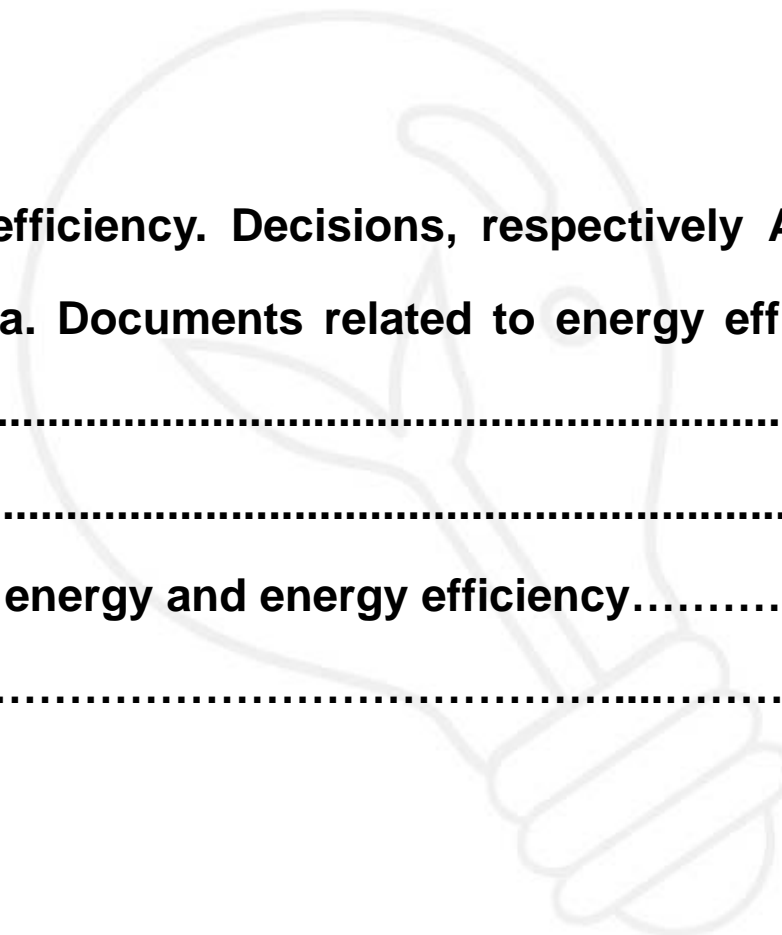 efficiency. Decisions, respectively A
a. Documents related to energy eff
................................................................................
................................................................................
energy and energy efficiency……….
…………………………………………....………